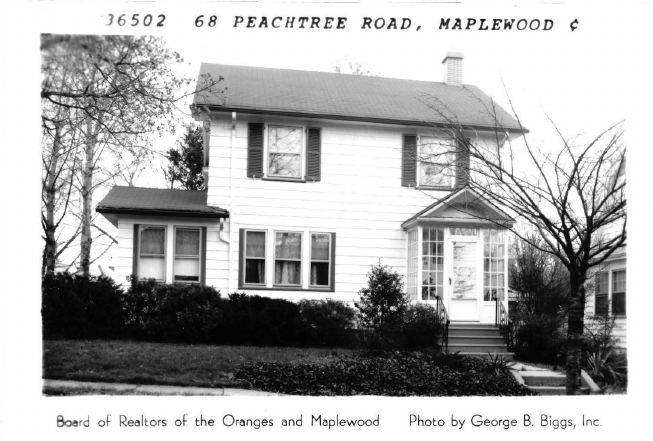 36502 68 PEACHTREE ROAD, MAPLEWOOD ¢
Board of Realtors of the Oranges and Maplewood Photo by George B. Biggs, Inc.